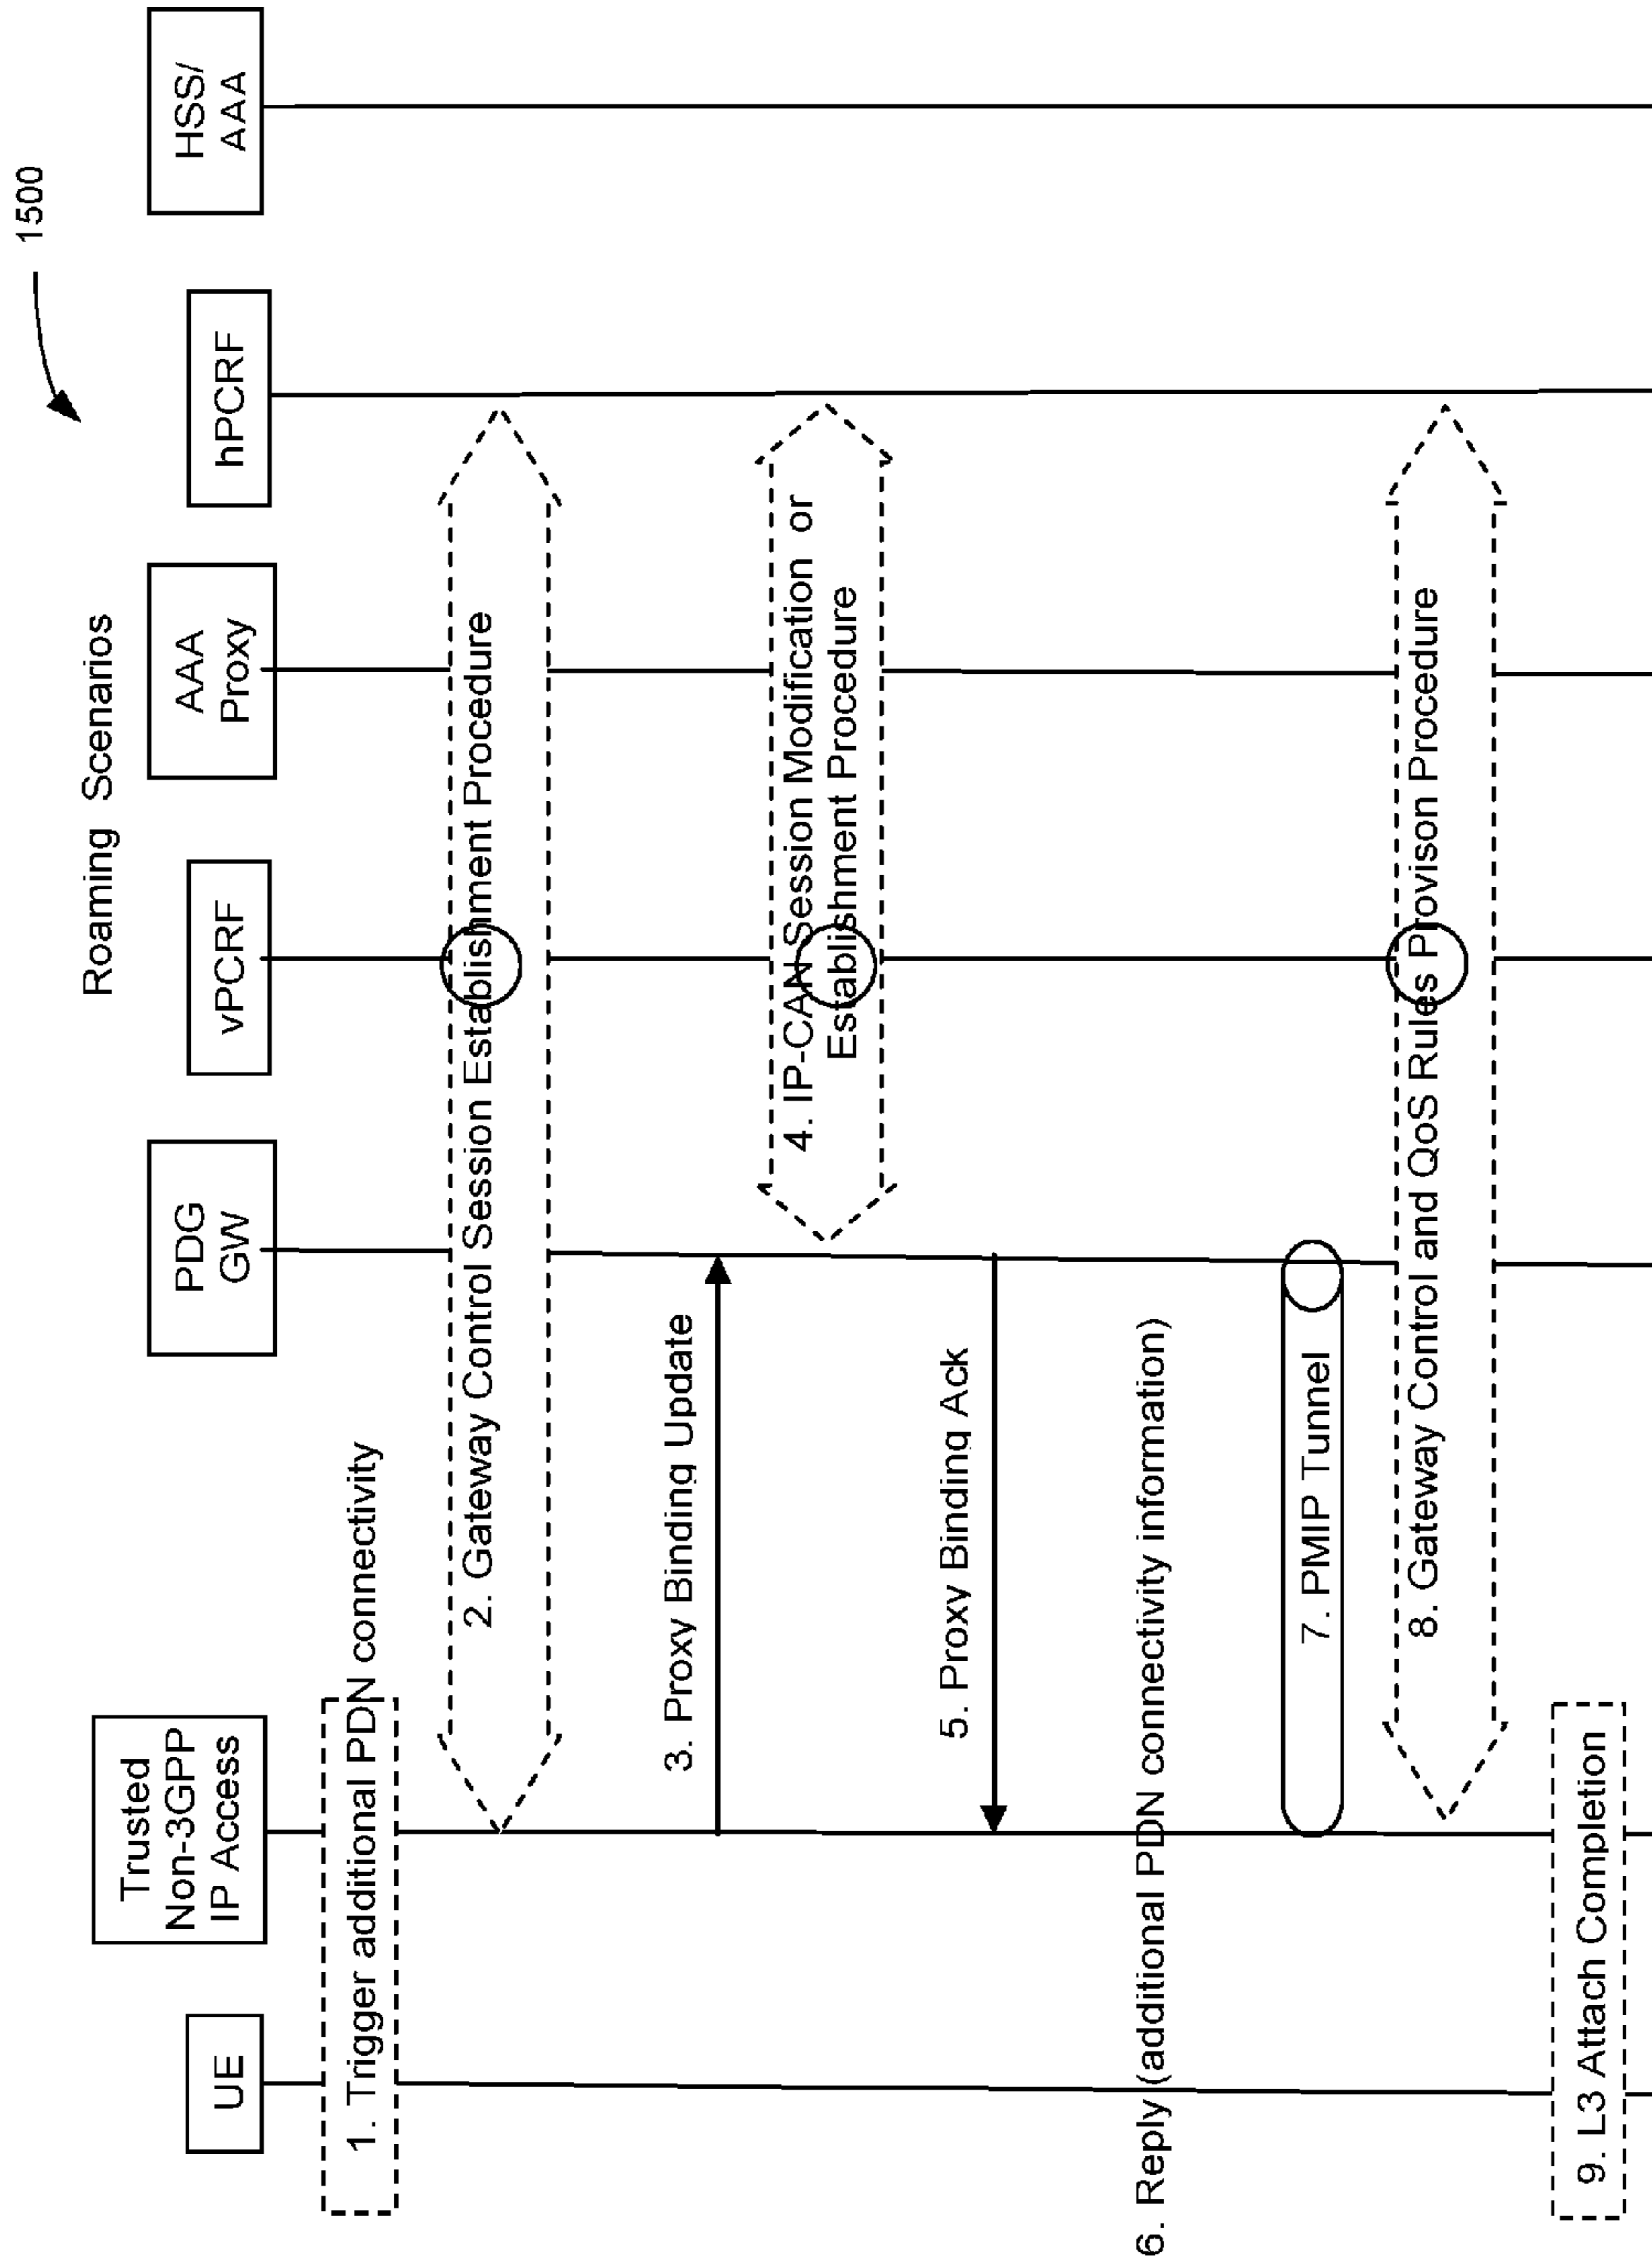 1500
Roaming Scenarios
UE
Trusted
Non-3GPP
IP Access
PDG
GW
vPCRF
AAA
Proxy
hPCRF
HSS/
AAA
1. Trigger additional PDN connectivity
2. Gateway Control Session Establishment Procedure
3. Proxy Binding Update
4. IP-CAN Session Modification or
Establishment Procedure
5. Proxy Binding Ack
6. Reply (additional PDN connectivity information)
7. PMIP Tunnel
8. Gateway Control and QoS Rules Provison Procedure
9. L3 Attach Completion